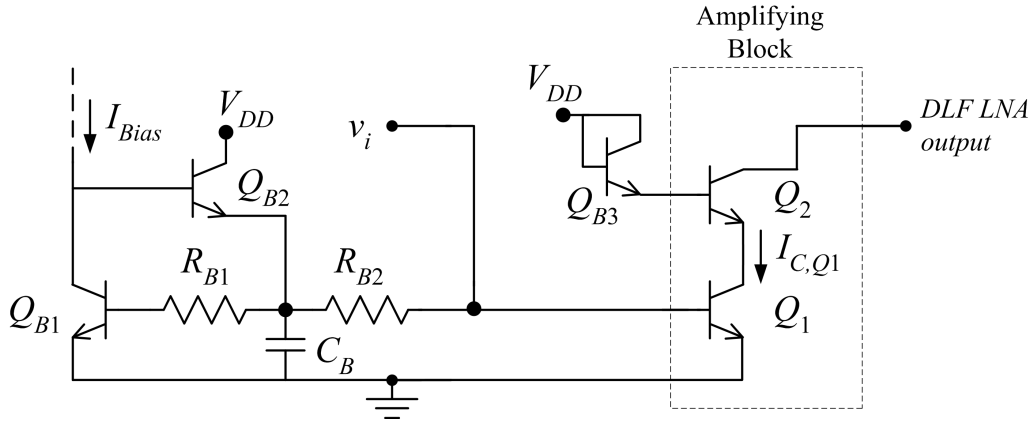 Amplifying
Block
I_Bias
V_DD
v_i
V_DD
DLF LNA
output
Q_B2
Q_B3
Q_2
R_B1
R_B2
I_C,Q1
Q_B1
Q_1
C_B